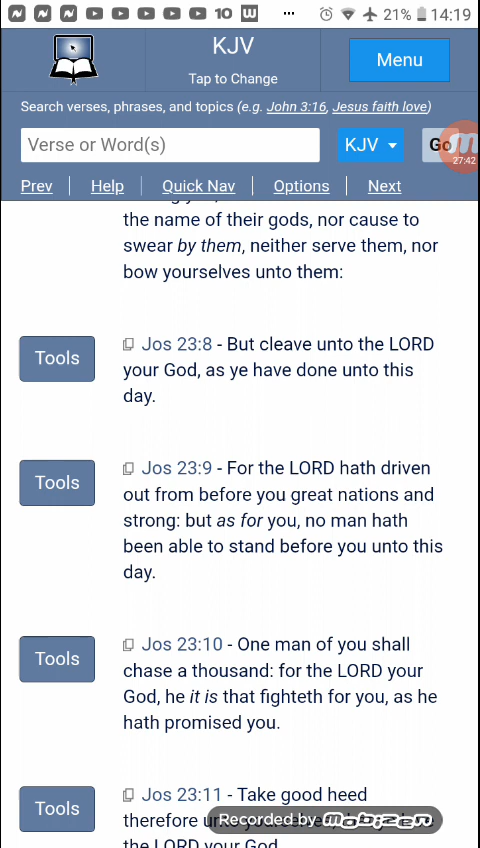 10 W ... 21% 14:19
KJV
Tap to Change
Menu
Search verses, phrases, and topics (e.g. John 3:16, Jesus faith love)
Verse or Word(s)
KJV
Go
27:42
Prev Help Quick Nav Options Next
the name of their gods, nor cause to
swear by them, neither serve them, nor
bow yourselves unto them:
Tools
Jos 23:8 - But cleave unto the LORD
your God, as ye have done unto this
day.
Tools
Jos 23:9 - For the LORD hath driven
out from before you great nations and
strong: but as for you, no man hath
been able to stand before you unto this
day.
Tools
Jos 23:10 - One man of you shall
chase a thousand: for the LORD your
God, he it is that fighteth for you, as he
hath promised you.
Tools
Jos 23:11 - Take good heed
therefore
Recorded by mobizen
the LORD your God